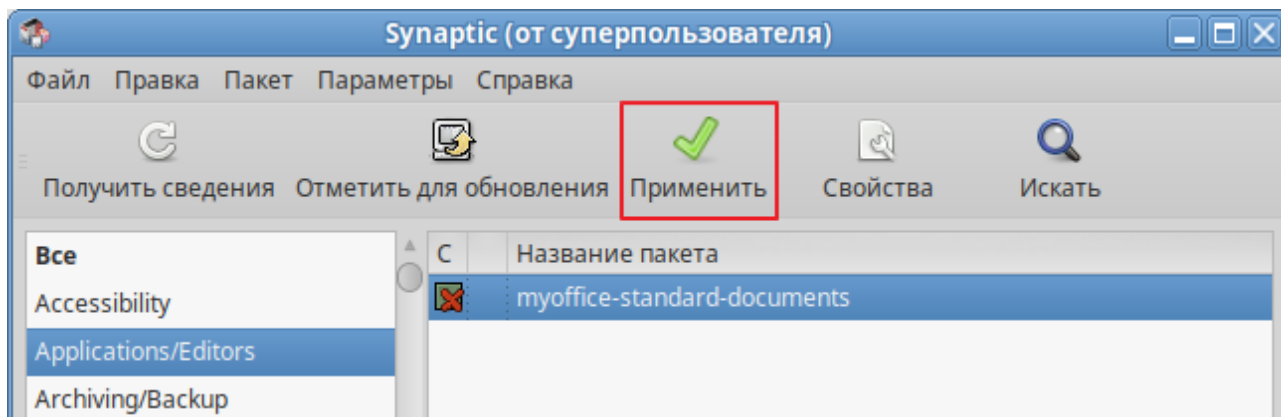 Synaptic (от суперпользователя)
Файл Правка Пакет Параметры Справка
Получить сведения Отметить для обновления Применить Свойства Искать
Все
С Название пакета
Accessibility
myoffice-standard-documents
Applications/Editors
Archiving/Backup